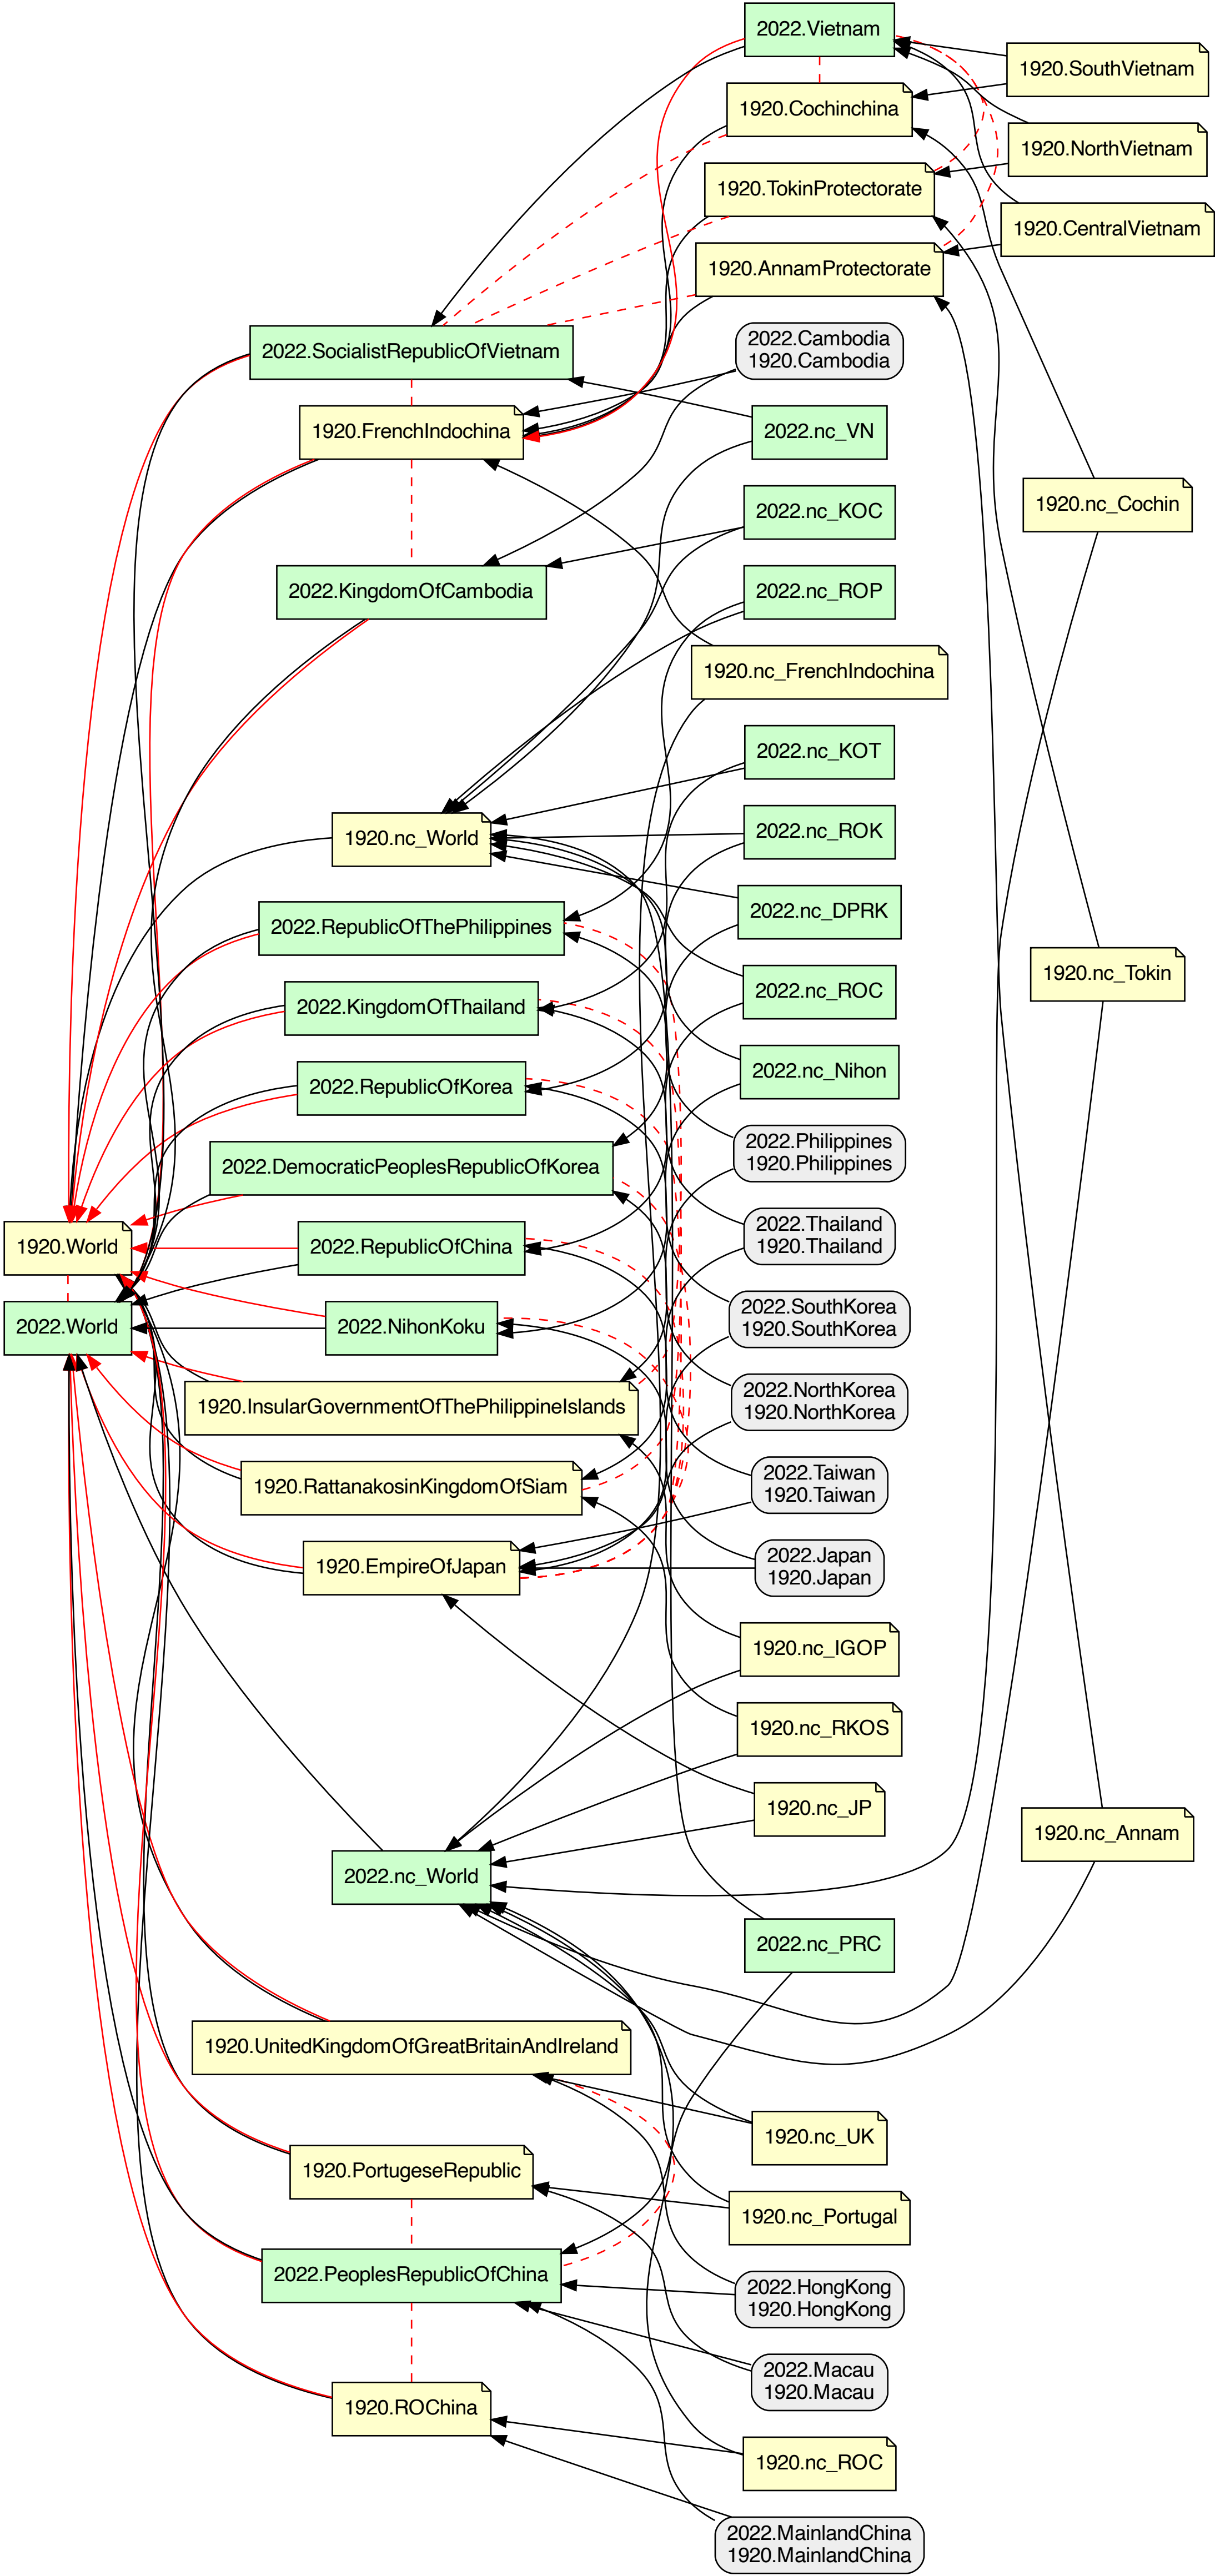 2022.Vietnam
1920.SouthVietnam
1920.Cochinchina
1920.NorthVietnam
1920.TokinProtectorate
1920.CentralVietnam
1920.AnnamProtectorate
2022.Cambodia
1920.Cambodia
2022.SocialistRepublicOfVietnam
1920.FrenchIndochina
2022.nc_VN
1920.nc_Cochin
2022.nc_KOC
2022.KingdomOfCambodia
2022.nc_ROP
1920.nc_FrenchIndochina
2022.nc_KOT
1920.nc_World
2022.nc_ROK
2022.nc_DPRK
2022.RepublicOfThePhilippines
1920.nc_Tokin
2022.nc_ROC
2022.KingdomOfThailand
2022.nc_Nihon
2022.RepublicOfKorea
2022.Philippines
1920.Philippines
2022.DemocraticPeoplesRepublicOfKorea
2022.Thailand
1920.Thailand
1920.World
2022.RepublicOfChina
2022.SouthKorea
1920.SouthKorea
2022.World
2022.NihonKoku
2022.NorthKorea
1920.NorthKorea
1920.InsularGovernmentOfThePhilippineIslands
2022.Taiwan
1920.Taiwan
1920.RattanakosinKingdomOfSiam
2022.Japan
1920.Japan
1920.EmpireOfJapan
1920.nc_IGOP
1920.nc_RKOS
1920.nc_JP
1920.nc_Annam
2022.nc_World
2022.nc_PRC
1920.UnitedKingdomOfGreatBritainAndIreland
1920.nc_UK
1920.PortugeseRepublic
1920.nc_Portugal
2022.PeoplesRepublicOfChina
2022.HongKong
1920.HongKong
2022.Macau
1920.Macau
1920.ROChina
1920.nc_ROC
2022.MainlandChina
1920.MainlandChina